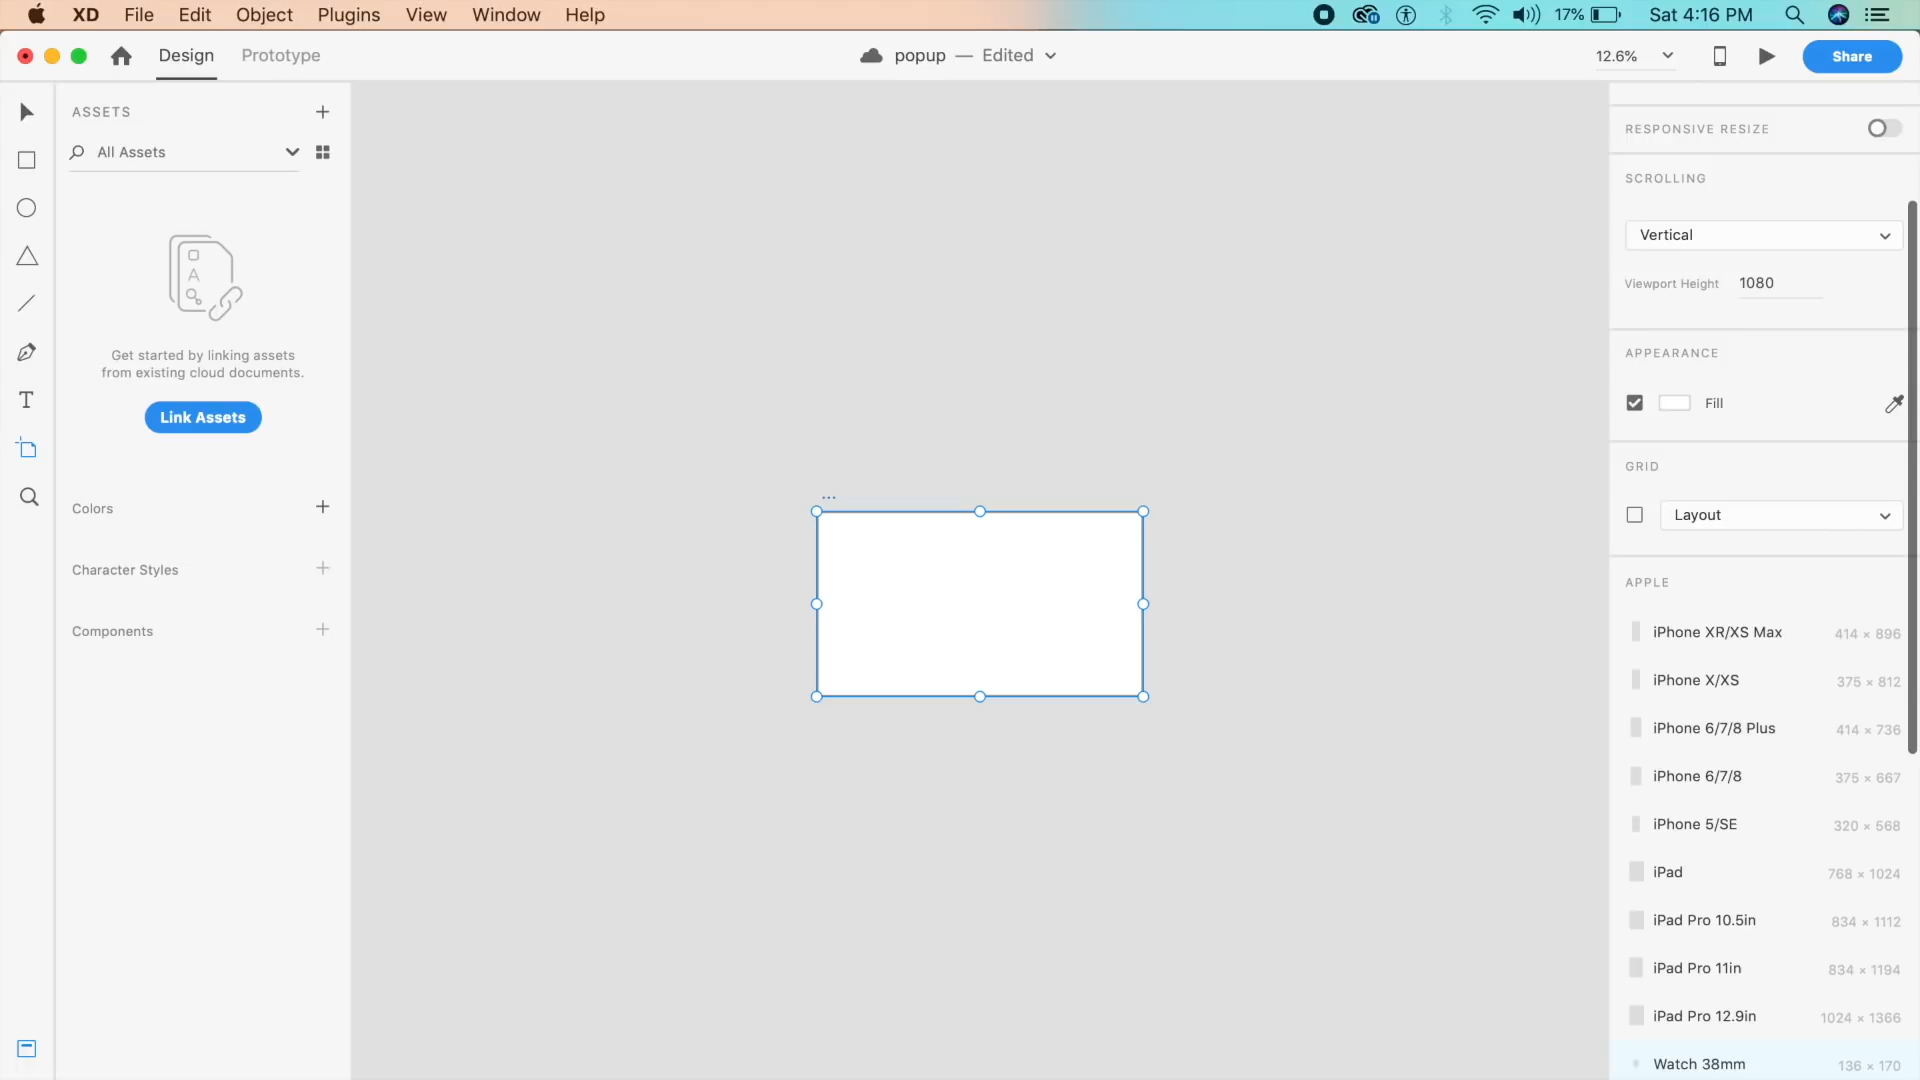 XD File Edit Object Plugins View Window Help 17% Sat 4:16 PM
Design Prototype popup — Edited 12.6% Share
ASSETS
All Assets
Get started by linking assets
from existing cloud documents.
Link Assets
Colors
Character Styles
Components
...
RESPONSIVE RESIZE
SCROLLING
Vertical
Viewport Height 1080
APPEARANCE
Fill
GRID
Layout
APPLE
iPhone XR/XS Max 414 × 896
iPhone X/XS 375 × 812
iPhone 6/7/8 Plus 414 × 736
iPhone 6/7/8 375 × 667
iPhone 5/SE 320 × 568
iPad 768 × 1024
iPad Pro 10.5in 834 × 1112
iPad Pro 11in 834 × 1194
iPad Pro 12.9in 1024 × 1366
Watch 38mm 136 × 170